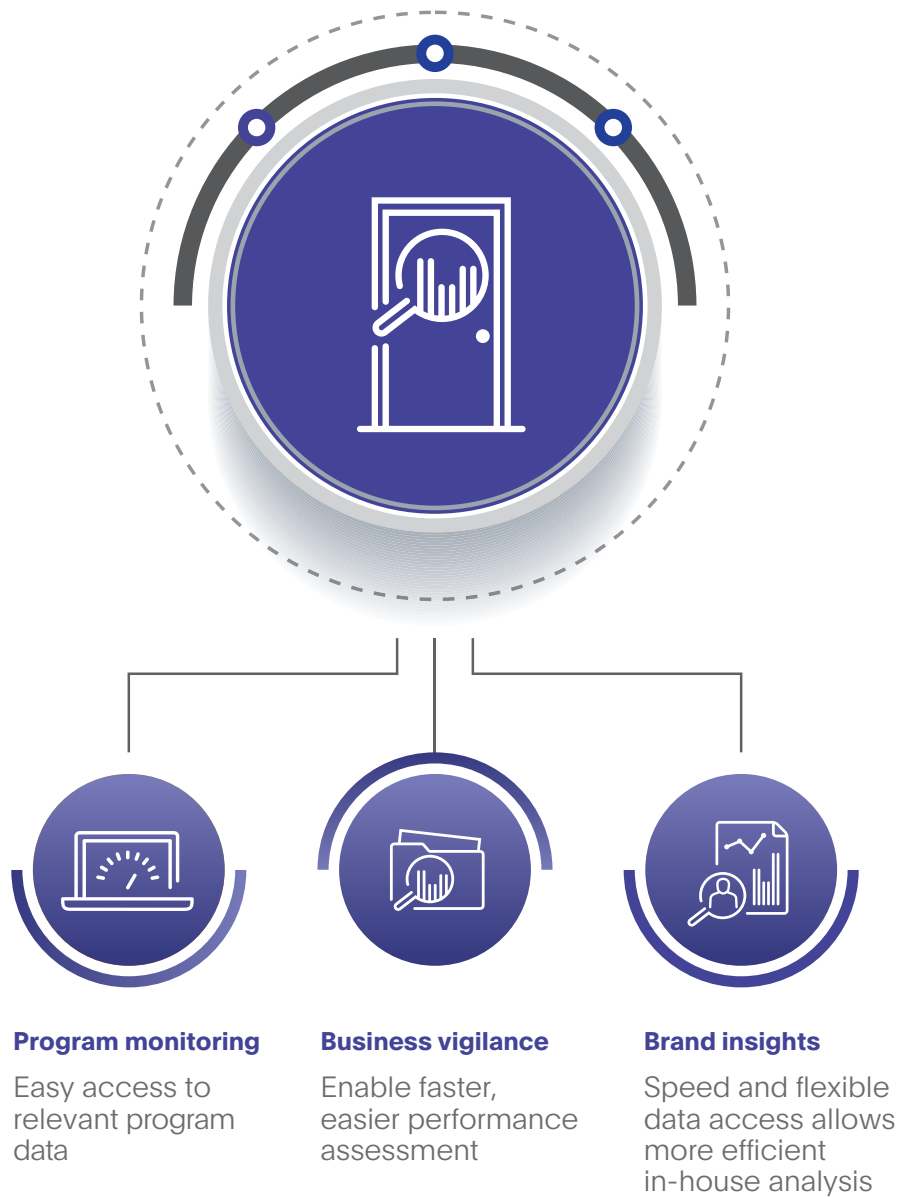 Program monitoring
Easy access to
relevant program
data
Business vigilance
Enable faster,
easier performance
assessment
Brand insights
Speed and flexible
data access allows
more efficient
in-house analysis